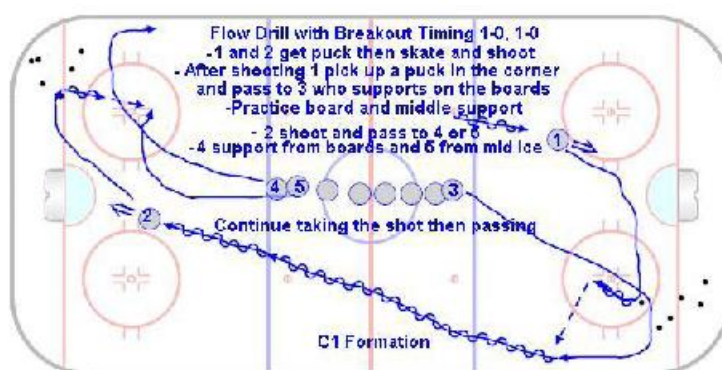 Flow Drill with Breakout Timing 1-0, 1-0
-1 and 2 get puck then skate and shoot
- After shooting 1 pick up a puck in the corner
and pass to 3 who supports on the boards
-Practice board and middle support
- 2 shoot and pass to 4 or 5
-4 support from boards and 5 from mid ice
1
4 5 3
2
Continue taking the shot then passing
C1 Formation